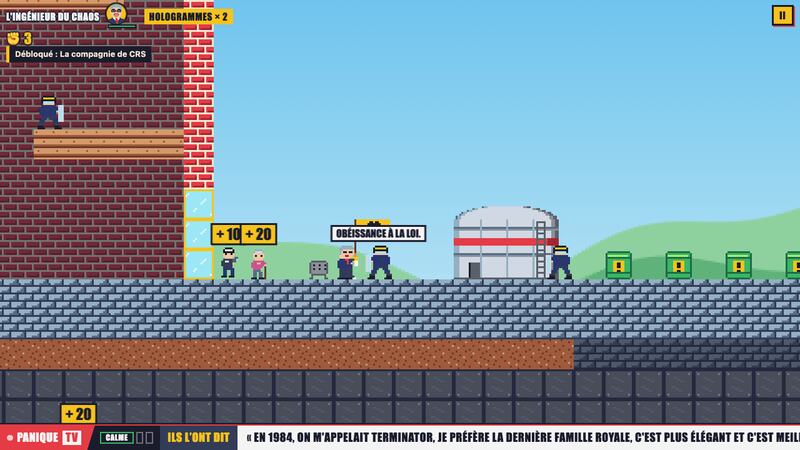 L'INGÉNIEUR DU CHAOS
HOLOGRAMMES × 2
3
Débloqué : La compagnie de CRS
+ 10
+ 20
OBÉISSANCE À LA LOI.
+ 20
PANIQUE TV
CALME
ILS L'ONT DIT
« EN 1984, ON M'APPELAIT TERMINATOR, JE PRÉFÈRE LA DERNIÈRE FAMILLE ROYALE, C'EST PLUS ÉLÉGANT ET C'EST